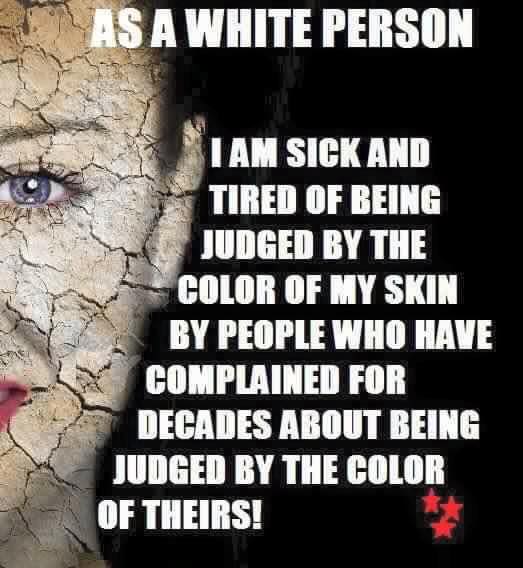 AS A WHITE PERSON
I AM SICK AND
TIRED OF BEING
JUDGED BY THE
COLOR OF MY SKIN
BY PEOPLE WHO HAVE
COMPLAINED FOR
DECADES ABOUT BEING
JUDGED BY THE COLOR
OF THEIRS!